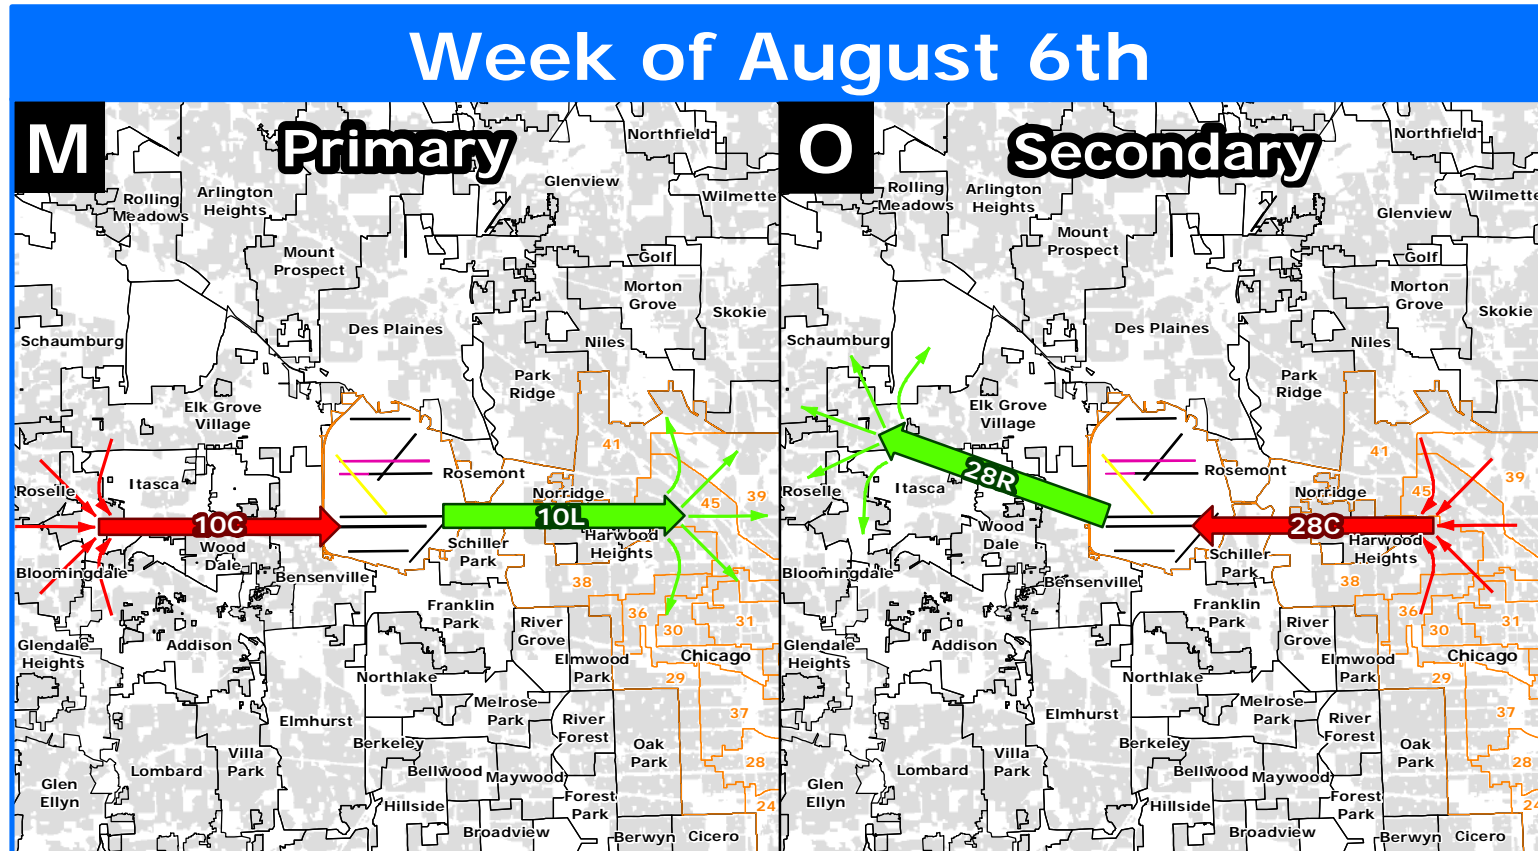 Week of August 6th
M
Primary
Northfield
Arlington
Heights
Rolling
Meadows
Glenview
Wilmette
Mount
Prospect
Golf
Morton
Grove
Skokie
Des Plaines
Schaumburg
Niles
Park
Ridge
Elk Grove
Village
41
Rosemont
Itasca
Roselle
Norridge
45
39
10C
10L
Wood
Dale
Schiller
Park
Harwood
Heights
Bloomingdale
Bensenville
38
Franklin
Park
36
River
Grove
30
31
Glendale
Heights
Addison
Chicago
Elmwood
Park
Northlake
29
Melrose
Park
37
Elmhurst
River
Forest
Berkeley
Oak
Park
Villa
Park
Lombard
Bellwood
Maywood
28
Glen
Ellyn
Hillside
Forest
Park
24
Broadview
Berwyn
Cicero
O
Secondary
Northfield
Rolling
Meadows
Arlington
Heights
Wilmette
Glenview
Mount
Prospect
Golf
Morton
Grove
Skokie
Des Plaines
Schaumburg
Niles
Park
Ridge
Elk Grove
Village
41
Rosemont
28R
Itasca
Roselle
Norridge
45
39
28C
Wood
Dale
Schiller
Park
Harwood
Heights
Bloomingdale
Bensenville
38
Franklin
Park
36
River
Grove
30
31
Glendale
Heights
Addison
Chicago
Elmwood
Park
Northlake
29
Melrose
Park
37
Elmhurst
River
Forest
Berkeley
Oak
Park
Villa
Park
Lombard
Bellwood
Maywood
28
Glen
Ellyn
Hillside
Forest
Park
24
Broadview
Berwyn
Cicero